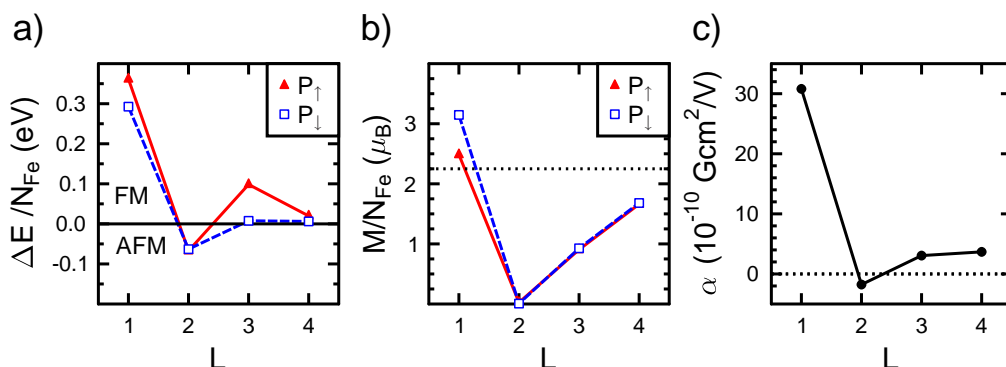 a)
ΔE/N_Fe (eV)
0.3
0.2
0.1
0.0
-0.1
FM
AFM
P↑
P↓
1 2 3 4
L
b)
M/N_Fe (μ_B)
3
2
1
P↑
P↓
1 2 3 4
L
c)
α (10^-10 Gcm^2/V)
30
20
10
0
1 2 3 4
L